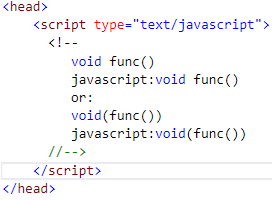 <head>
<script type="text/javascript">
<!--
void func()
javascript:void func()
or:
void(func())
javascript:void(func())
//-->
</script>
</head>